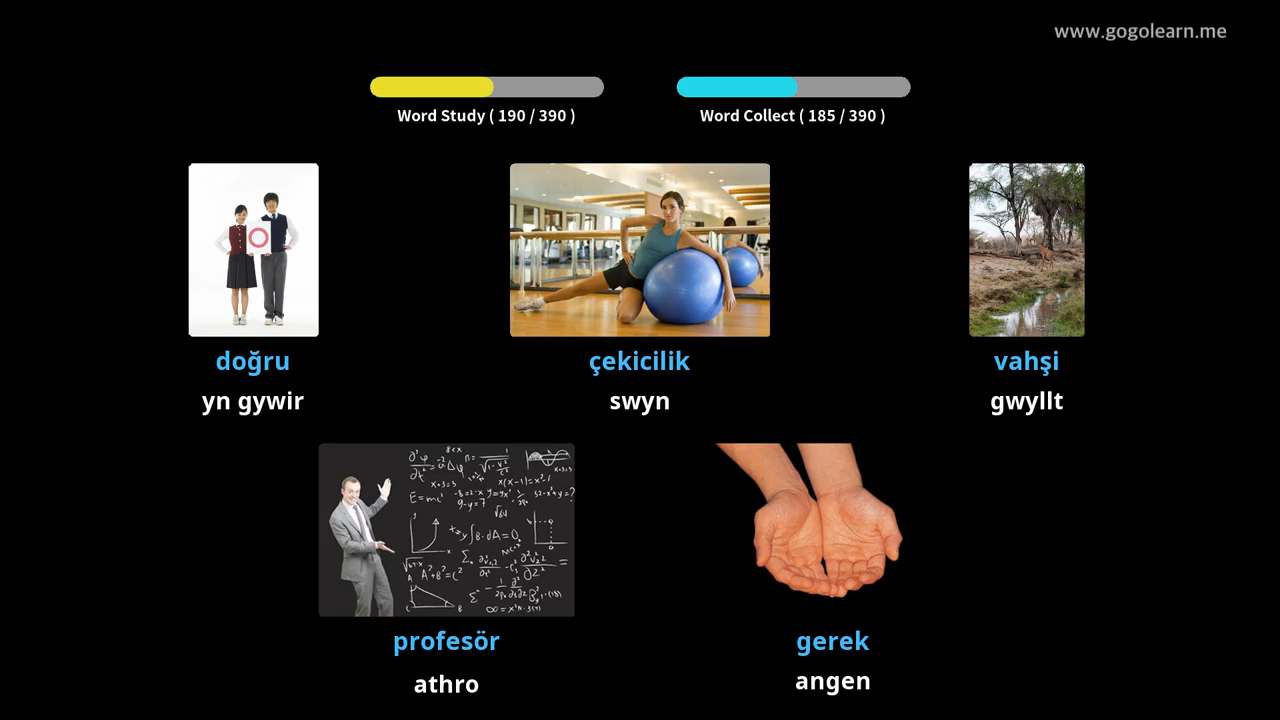 www.gogolearn.me
Word Study ( 190 / 390 )
Word Collect ( 185 / 390 )
doğru
çekicilik
vahşi
yn gywir
swyn
gwyllt
profesör
gerek
athro
angen